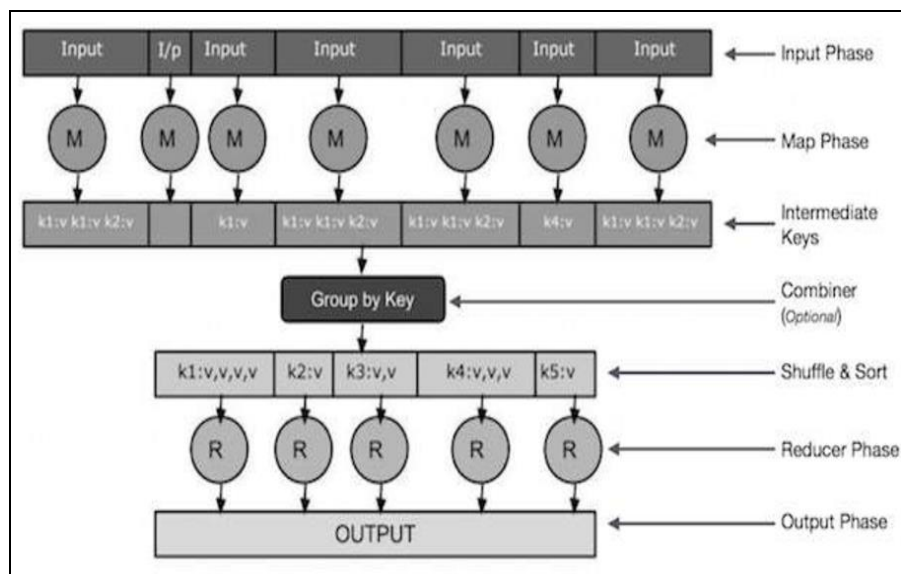 Input I/p Input Input Input Input Input
Input Phase
M M M M M M M
Map Phase
k1:v k1:v k2:v k1:v k1:v k1:v k2:v k1:v k1:v k2:v k4:v k1:v k1:v k2:v
Intermediate
Keys
Group by Key
Combiner
(Optional)
k1:v,v,v,v k2:v k3:v,v k4:v,v,v k5:v
Shuffle & Sort
R R R R R
Reducer Phase
OUTPUT
Output Phase